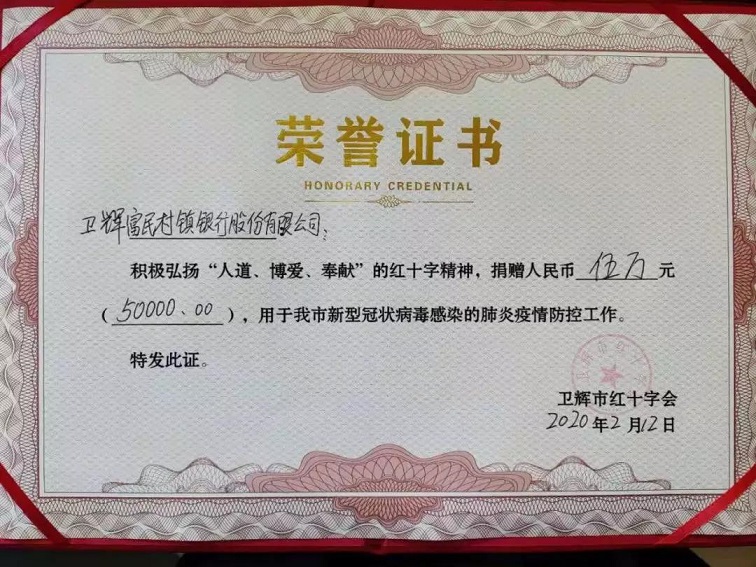 荣誉证书
HONORARY CREDENTIAL
卫辉富民村镇银行股份有限公司：
积极弘扬“人道、博爱、奉献”的红十字精神，捐赠人民币 伍万 元
（50000.00），用于我市新型冠状病毒感染的肺炎疫情防控工作。
特发此证。
卫辉市红十字会
2020年2月12日